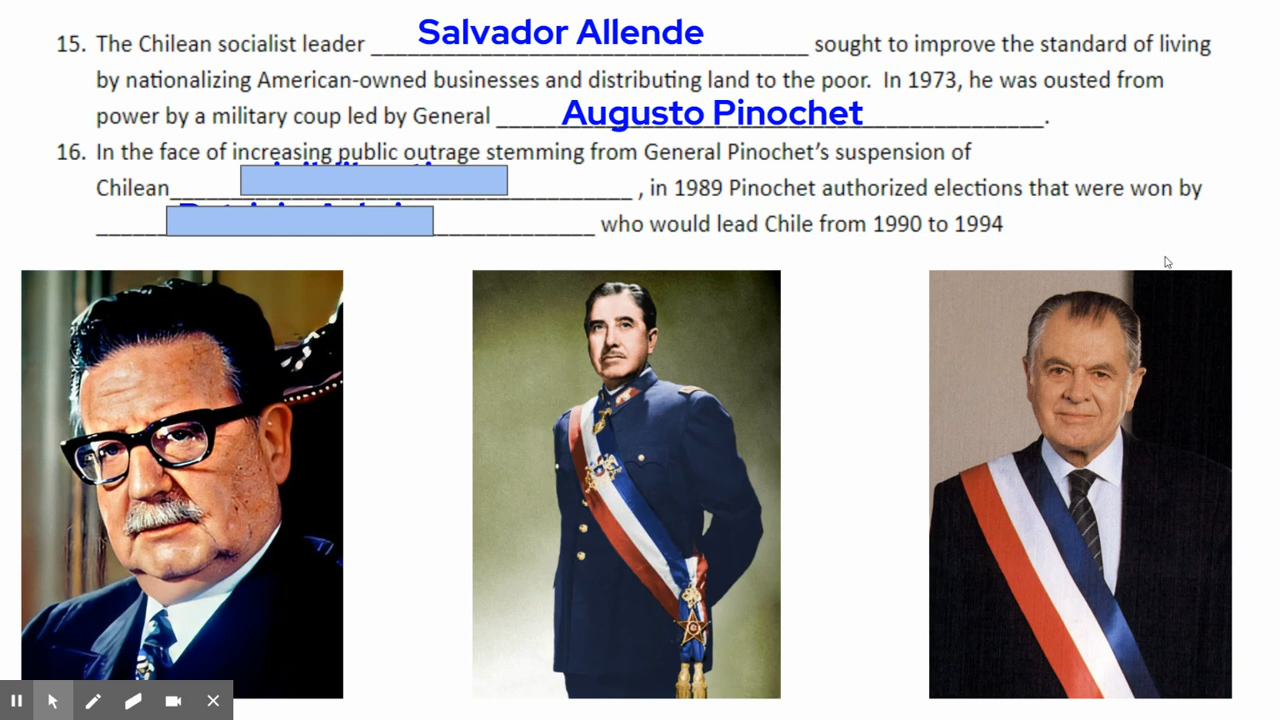 15. The Chilean socialist leader Salvador Allende sought to improve the standard of living
by nationalizing American-owned businesses and distributing land to the poor. In 1973, he was ousted from
power by a military coup led by General Augusto Pinochet.
16. In the face of increasing public outrage stemming from General Pinochet's suspension of
Chilean , in 1989 Pinochet authorized elections that were won by
who would lead Chile from 1990 to 1994